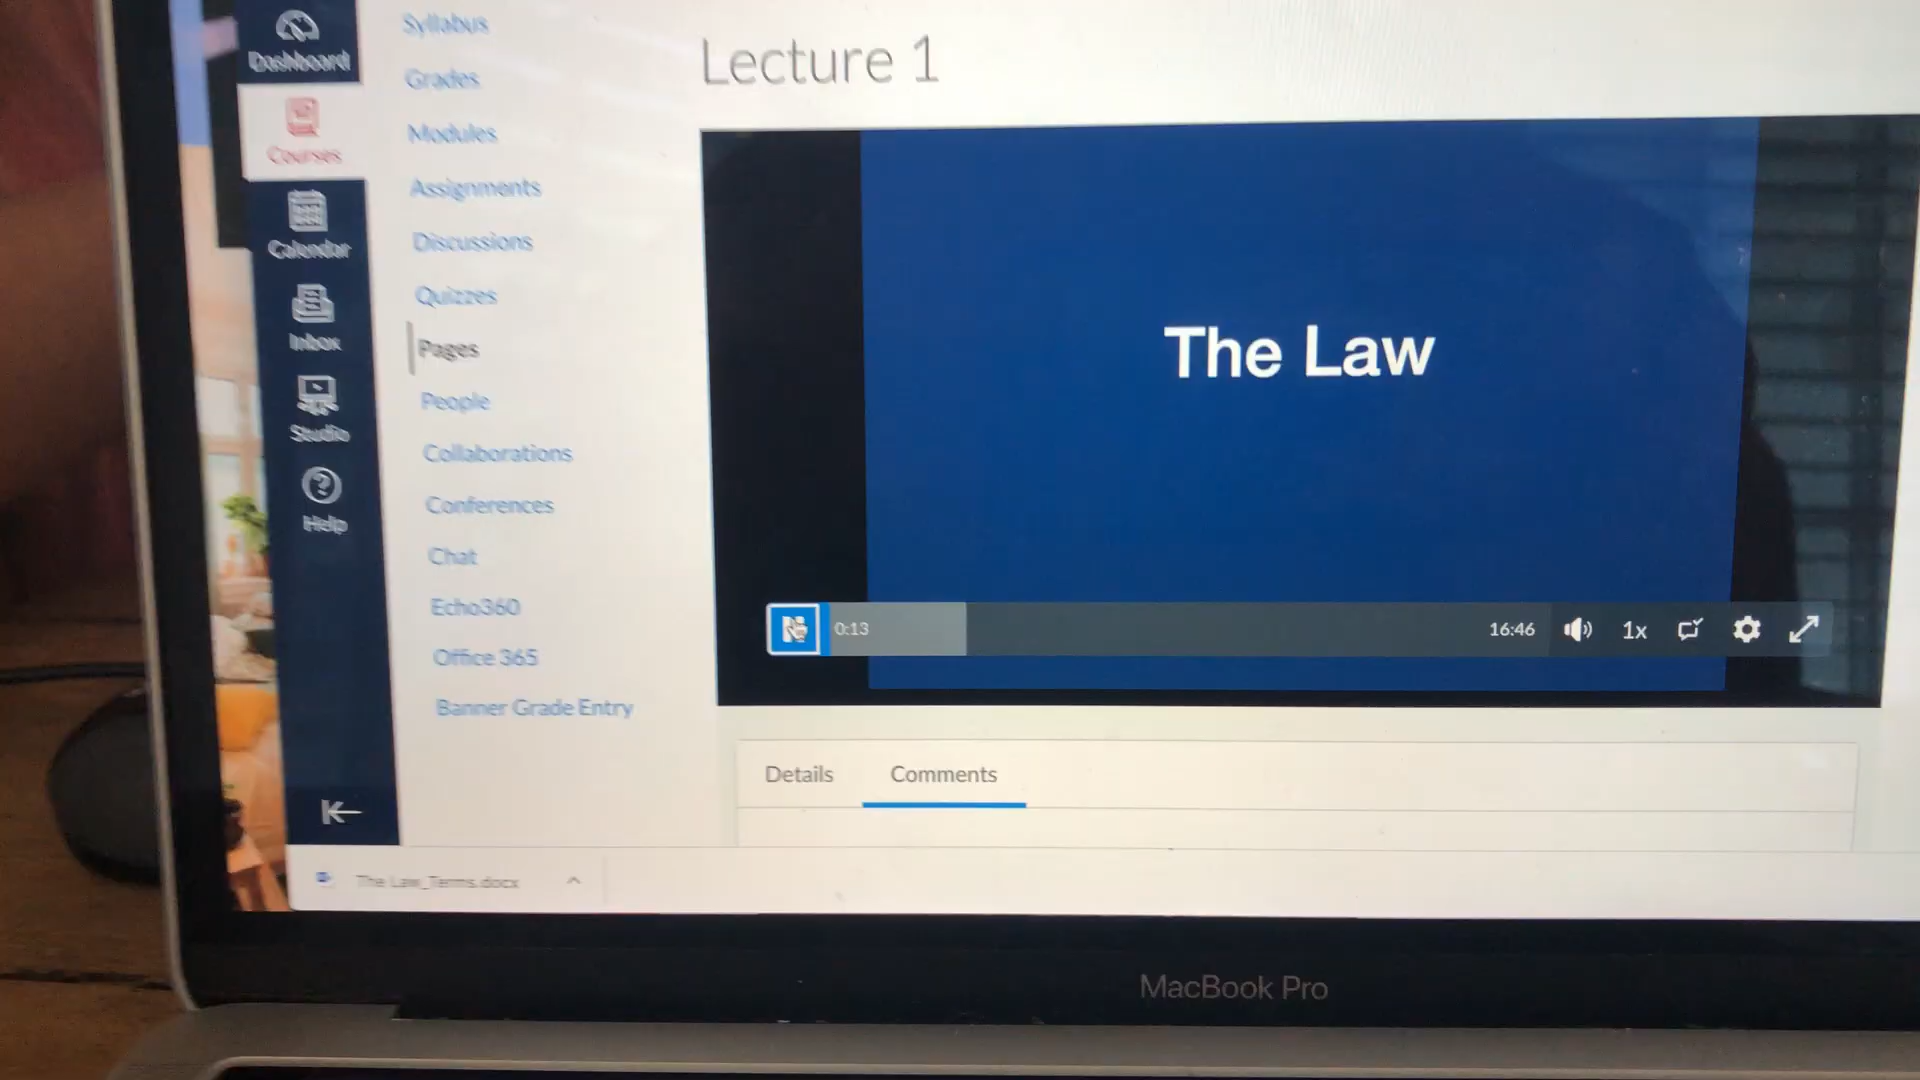 Dashboard
Courses
Calendar
Inbox
Studio
Help
Syllabus
Grades
Modules
Assignments
Discussions
Quizzes
Pages
People
Collaborations
Conferences
Chat
Echo360
Office 365
Banner Grade Entry
Lecture 1
The Law
0:13
16:46
1x
Details
Comments
The Law_Terms.docx
MacBook Pro